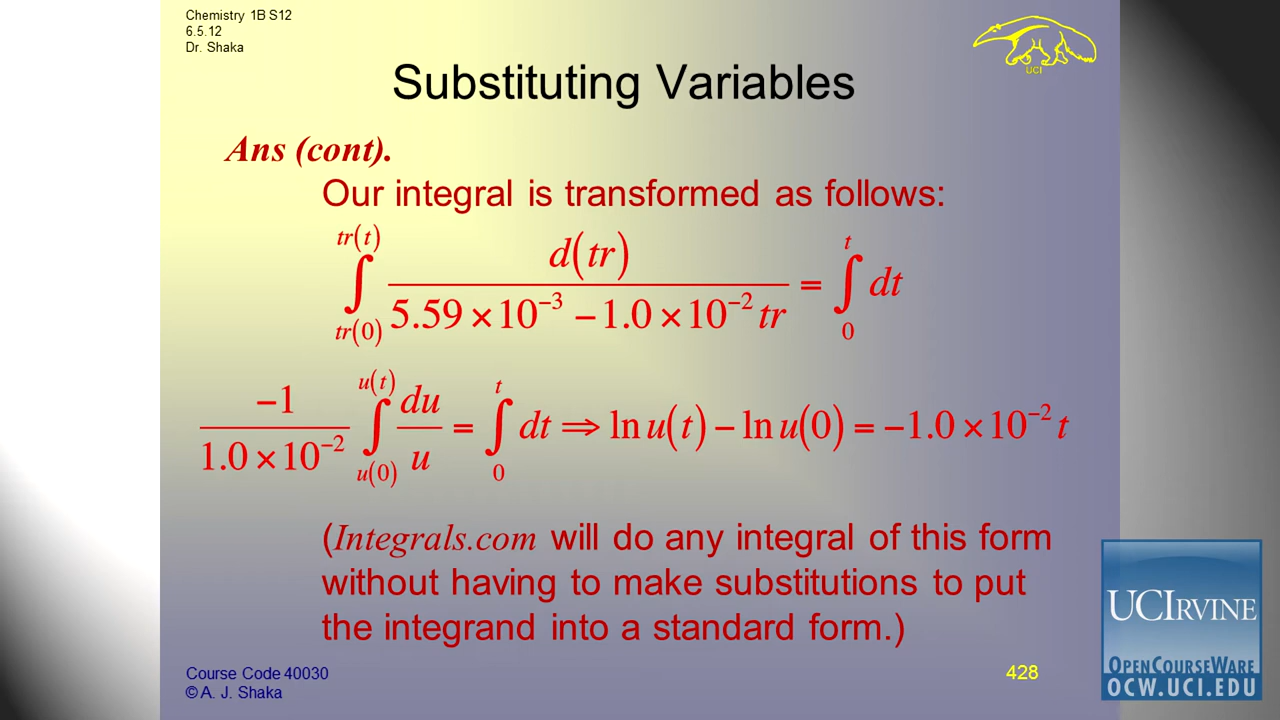 Chemistry 1B S12
6.5.12
Dr. Shaka
UCI
Substituting Variables
Ans (cont).
Our integral is transformed as follows:
∫_{tr(0)}^{tr(t)} d(tr) / (5.59 × 10^{−3} − 1.0 × 10^{−2} tr) = ∫_{0}^{t} dt
−1 / (1.0 × 10^{−2}) ∫_{u(0)}^{u(t)} du / u = ∫_{0}^{t} dt ⇒ ln u(t) − ln u(0) = −1.0 × 10^{−2} t
(Integrals.com will do any integral of this form
without having to make substitutions to put
the integrand into a standard form.)
Course Code 40030
© A. J. Shaka
428
UCIRVINE
OPENCOURSEWARE
OCW.UCI.EDU